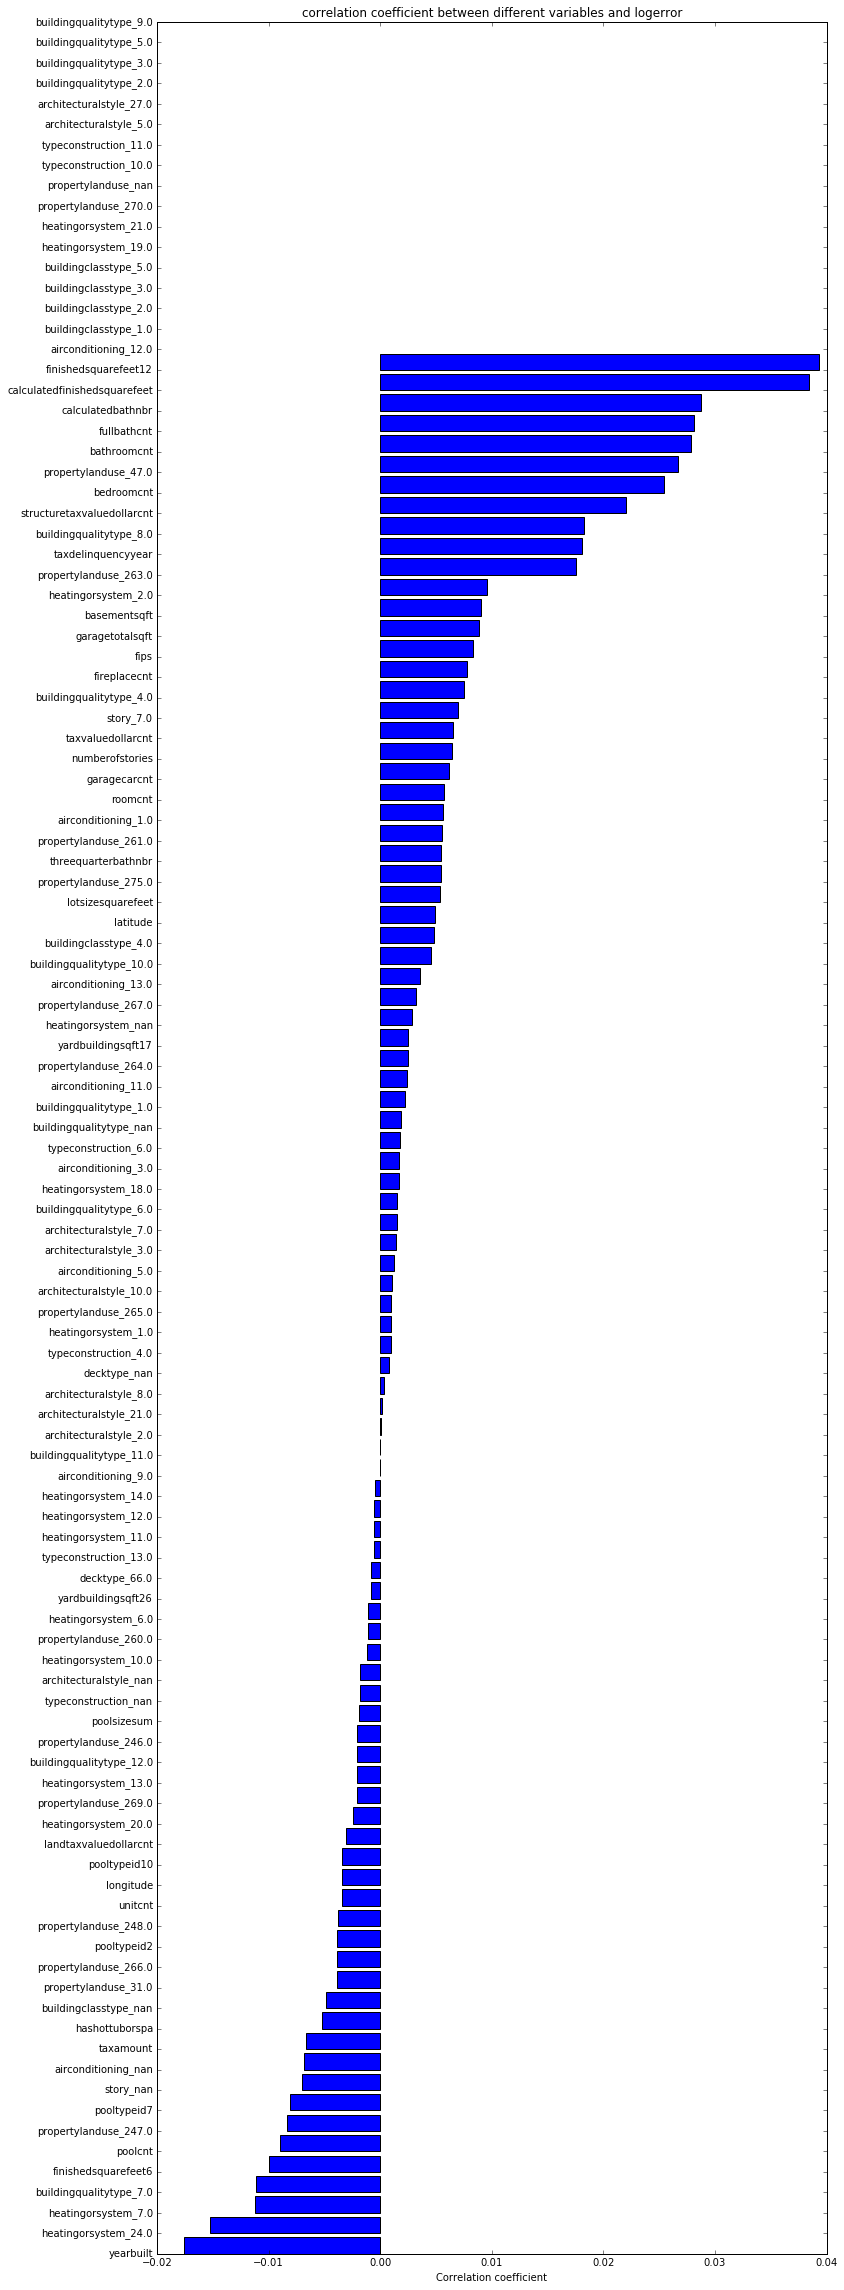 correlation coefficient between different variables and logerror
buildingqualitytype_9.0
buildingqualitytype_5.0
buildingqualitytype_3.0
buildingqualitytype_2.0
architecturalstyle_27.0
architecturalstyle_5.0
typeconstruction_11.0
typeconstruction_10.0
propertylanduse_nan
propertylanduse_270.0
heatingorsystem_21.0
heatingorsystem_19.0
buildingclasstype_5.0
buildingclasstype_3.0
buildingclasstype_2.0
buildingclasstype_1.0
airconditioning_12.0
finishedsquarefeet12
calculatedfinishedsquarefeet
calculatedbathnbr
fullbathcnt
bathroomcnt
propertylanduse_47.0
bedroomcnt
structuretaxvaluedollarcnt
buildingqualitytype_8.0
taxdelinquencyyear
propertylanduse_263.0
heatingorsystem_2.0
basementsqft
garagetotalsqft
fips
fireplacecnt
buildingqualitytype_4.0
story_7.0
taxvaluedollarcnt
numberofstories
garagecarcnt
roomcnt
airconditioning_1.0
propertylanduse_261.0
threequarterbathnbr
propertylanduse_275.0
lotsizesquarefeet
latitude
buildingclasstype_4.0
buildingqualitytype_10.0
airconditioning_13.0
propertylanduse_267.0
heatingorsystem_nan
yardbuildingsqft17
propertylanduse_264.0
airconditioning_11.0
buildingqualitytype_1.0
buildingqualitytype_nan
typeconstruction_6.0
airconditioning_3.0
heatingorsystem_18.0
buildingqualitytype_6.0
architecturalstyle_7.0
architecturalstyle_3.0
airconditioning_5.0
architecturalstyle_10.0
propertylanduse_265.0
heatingorsystem_1.0
typeconstruction_4.0
decktype_nan
architecturalstyle_8.0
architecturalstyle_21.0
architecturalstyle_2.0
buildingqualitytype_11.0
airconditioning_9.0
heatingorsystem_14.0
heatingorsystem_12.0
heatingorsystem_11.0
typeconstruction_13.0
decktype_66.0
yardbuildingsqft26
heatingorsystem_6.0
propertylanduse_260.0
heatingorsystem_10.0
architecturalstyle_nan
typeconstruction_nan
poolsizesum
propertylanduse_246.0
buildingqualitytype_12.0
heatingorsystem_13.0
propertylanduse_269.0
heatingorsystem_20.0
landtaxvaluedollarcnt
pooltypeid10
longitude
unitcnt
propertylanduse_248.0
pooltypeid2
propertylanduse_266.0
propertylanduse_31.0
buildingclasstype_nan
hashottuborspa
taxamount
airconditioning_nan
story_nan
pooltypeid7
propertylanduse_247.0
poolcnt
finishedsquarefeet6
buildingqualitytype_7.0
heatingorsystem_7.0
heatingorsystem_24.0
yearbuilt
−0.02 −0.01 0.00 0.01 0.02 0.03 0.04
Correlation coefficient